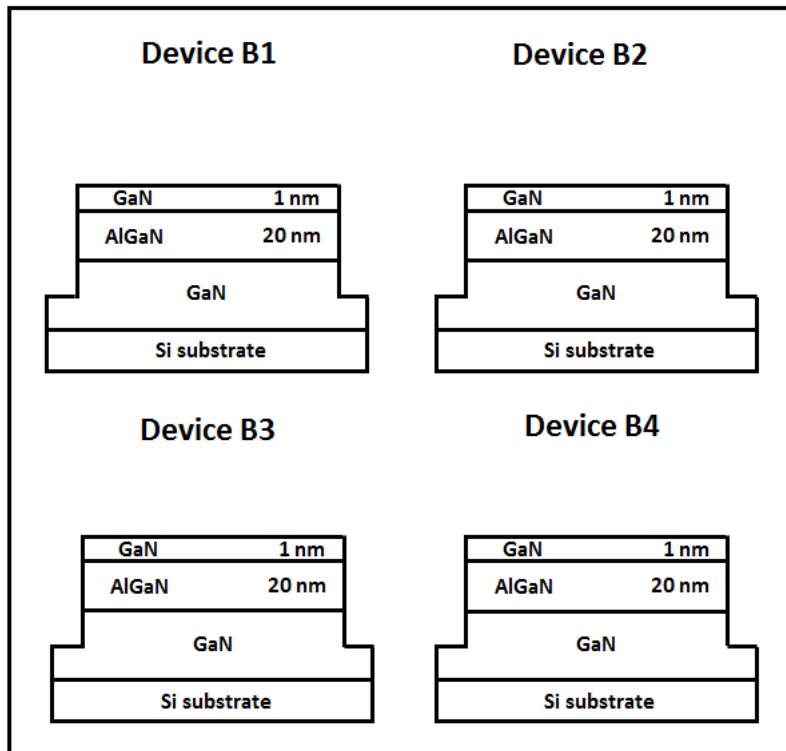 Device B1
Device B2
GaN 1 nm
GaN 1 nm
AlGaN 20 nm
AlGaN 20 nm
GaN
GaN
Si substrate
Si substrate
Device B3
Device B4
GaN 1 nm
GaN 1 nm
AlGaN 20 nm
AlGaN 20 nm
GaN
GaN
Si substrate
Si substrate